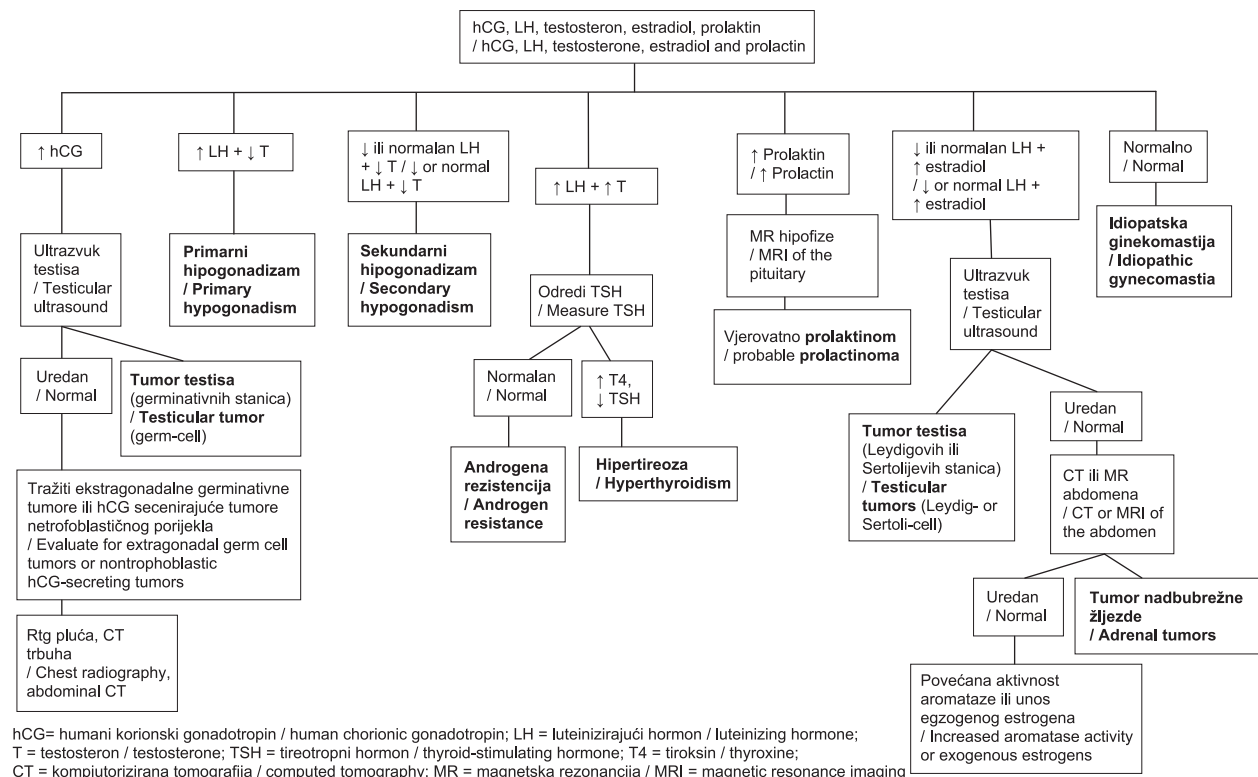 hCG, LH, testosteron, estradiol, prolaktin
/ hCG, LH, testosterone, estradiol and prolactin
↑ hCG
↑ LH + ↓ T
↓ ili normalan LH
+ ↓ T / ↓ or normal
LH + ↓ T
↑ LH + ↑ T
↑ Prolaktin
/ ↑ Prolactin
↓ ili normalan LH +
↑ estradiol
/ ↓ or normal LH +
↑ estradiol
Normalno
/ Normal
Ultrazvuk
testisa
/ Testicular
ultrasound
Primarni
hipogonadizam
/ Primary
hypogonadism
Sekundarni
hipogonadizam
/ Secondary
hypogonadism
Odredi TSH
/ Measure TSH
MR hipofize
/ MRI of the
pituitary
Ultrazvuk
testisa
/ Testicular
ultrasound
Idiopatska
ginekomastija
/ Idiopathic
gynecomastia
Uredan
/ Normal
Tumor testisa
(germinativnih stanica)
/ Testicular tumor
(germ-cell)
Normalan
/ Normal
↑ T4,
↓ TSH
Vjerovatno prolaktinom
/ probable prolactinoma
Tumor testisa
(Leydigovih ili
Sertolijevih stanica)
/ Testicular
tumors (Leydig- or
Sertoli-cell)
Uredan
/ Normal
Tražiti ekstragonadalne germinativne
tumore ili hCG secenirajuće tumore
netrofoblastičnog porijekla
/ Evaluate for extragonadal germ cell
tumors or nontrophoblastic
hCG-secreting tumors
Androgena
rezistencija
/ Androgen
resistance
Hipertireoza
/ Hyperthyroidism
CT ili MR
abdomena
/ CT or MRI of
the abdomen
Rtg pluća, CT
trbuha
/ Chest radiography,
abdominal CT
Uredan
/ Normal
Tumor nadbubrežne
žljezde
/ Adrenal tumors
Povećana aktivnost
aromataze ili unos
egzogenog estrogena
/ Increased aromatase activity
or exogenous estrogens
hCG= humani korionski gonadotropin / human chorionic gonadotropin; LH = luteinizirajući hormon / luteinizing hormone;
T = testosteron / testosterone; TSH = tireotropni hormon / thyroid-stimulating hormone; T4 = tiroksin / thyroxine;
CT = kompjutorizirana tomografija / computed tomography; MR = magnetska rezonancija / MRI = magnetic resonance imaging